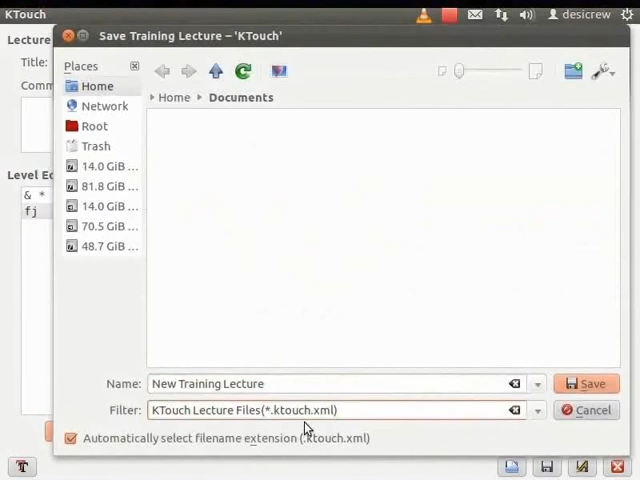 KTouch
desicrew
Lecture
Save Training Lecture – 'KTouch'
Title:
Comm
Places
Home
Network
Root
Trash
14.0 GiB ...
81.8 GiB ...
14.0 GiB ...
70.5 GiB ...
48.7 GiB ...
Home
Documents
Level Ed
& *
fj
Name: New Training Lecture
Save
Filter: KTouch Lecture Files(*.ktouch.xml)
Cancel
Automatically select filename extension (.ktouch.xml)